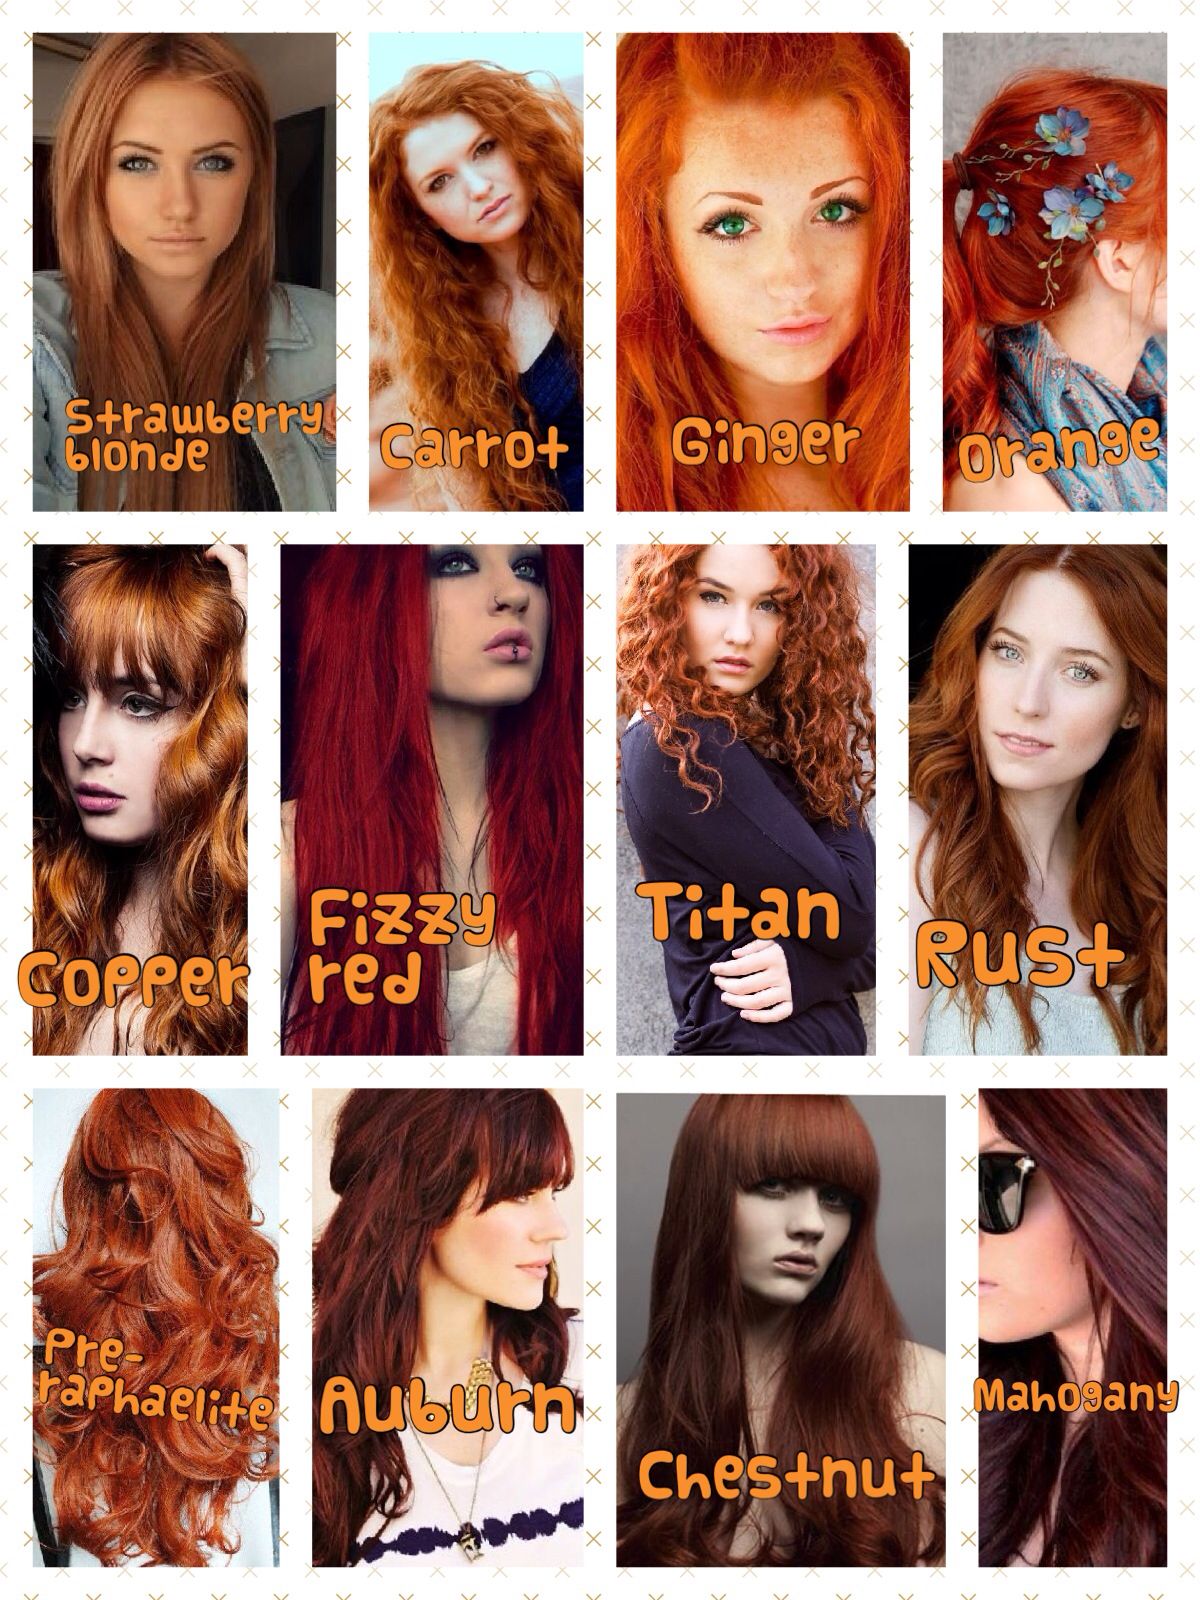 Strawberry
blonde
Carrot
Ginger
Orange
Copper
Fizzy
red
Titan
Rust
Pre-
raphaelite
Auburn
Chestnut
Mahogany